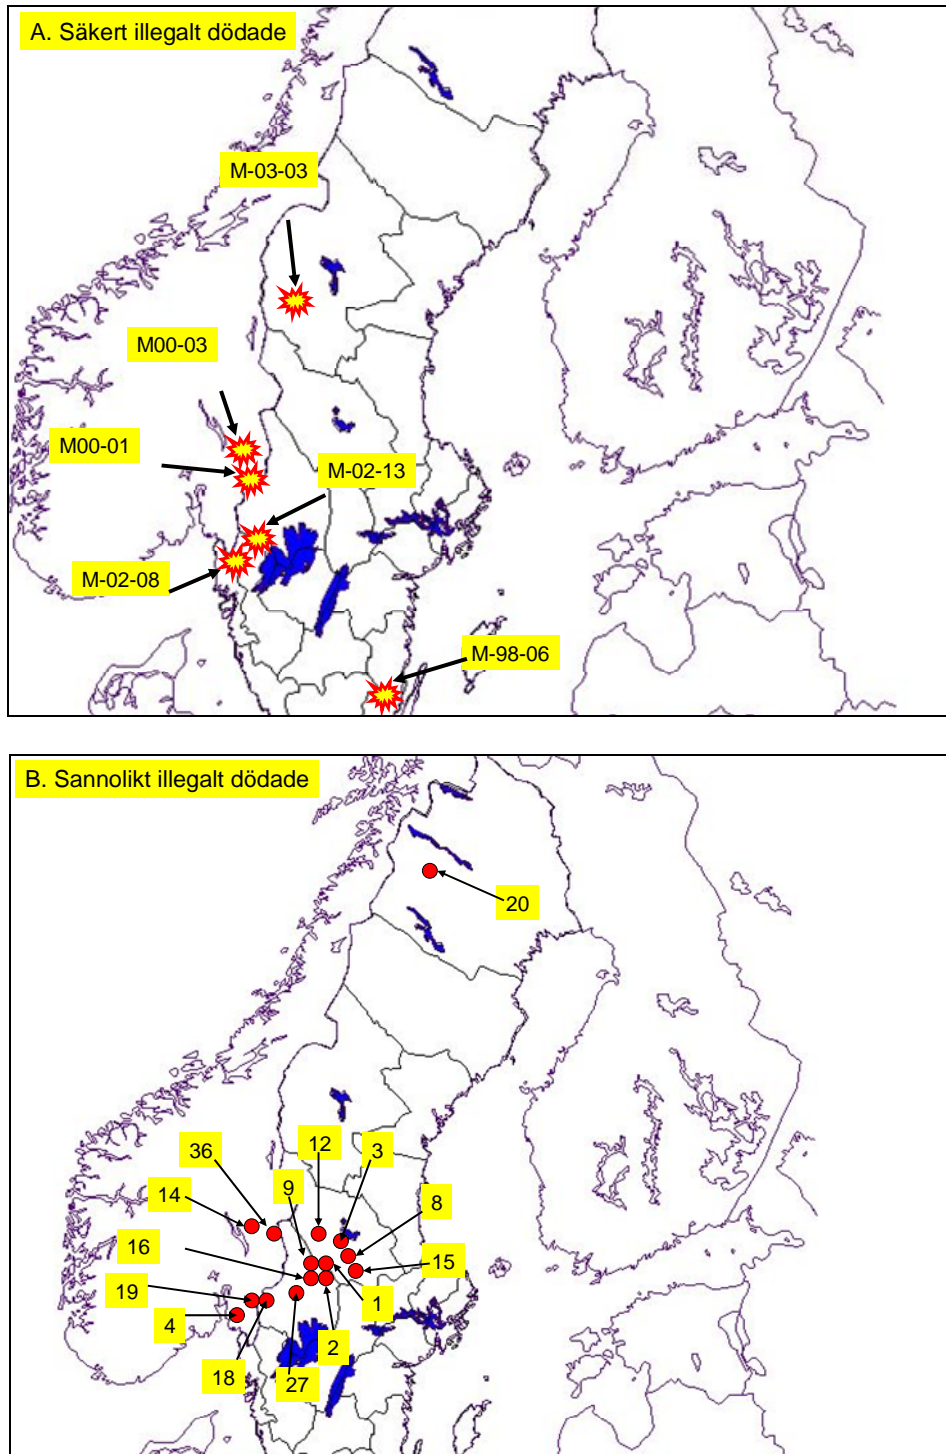 A. Säkert illegalt dödade
M-03-03
M00-03
M00-01
M-02-13
M-02-08
M-98-06
B. Sannolikt illegalt dödade
20
12
3
36
9
14
8
16
15
19
1
4
2
18
27